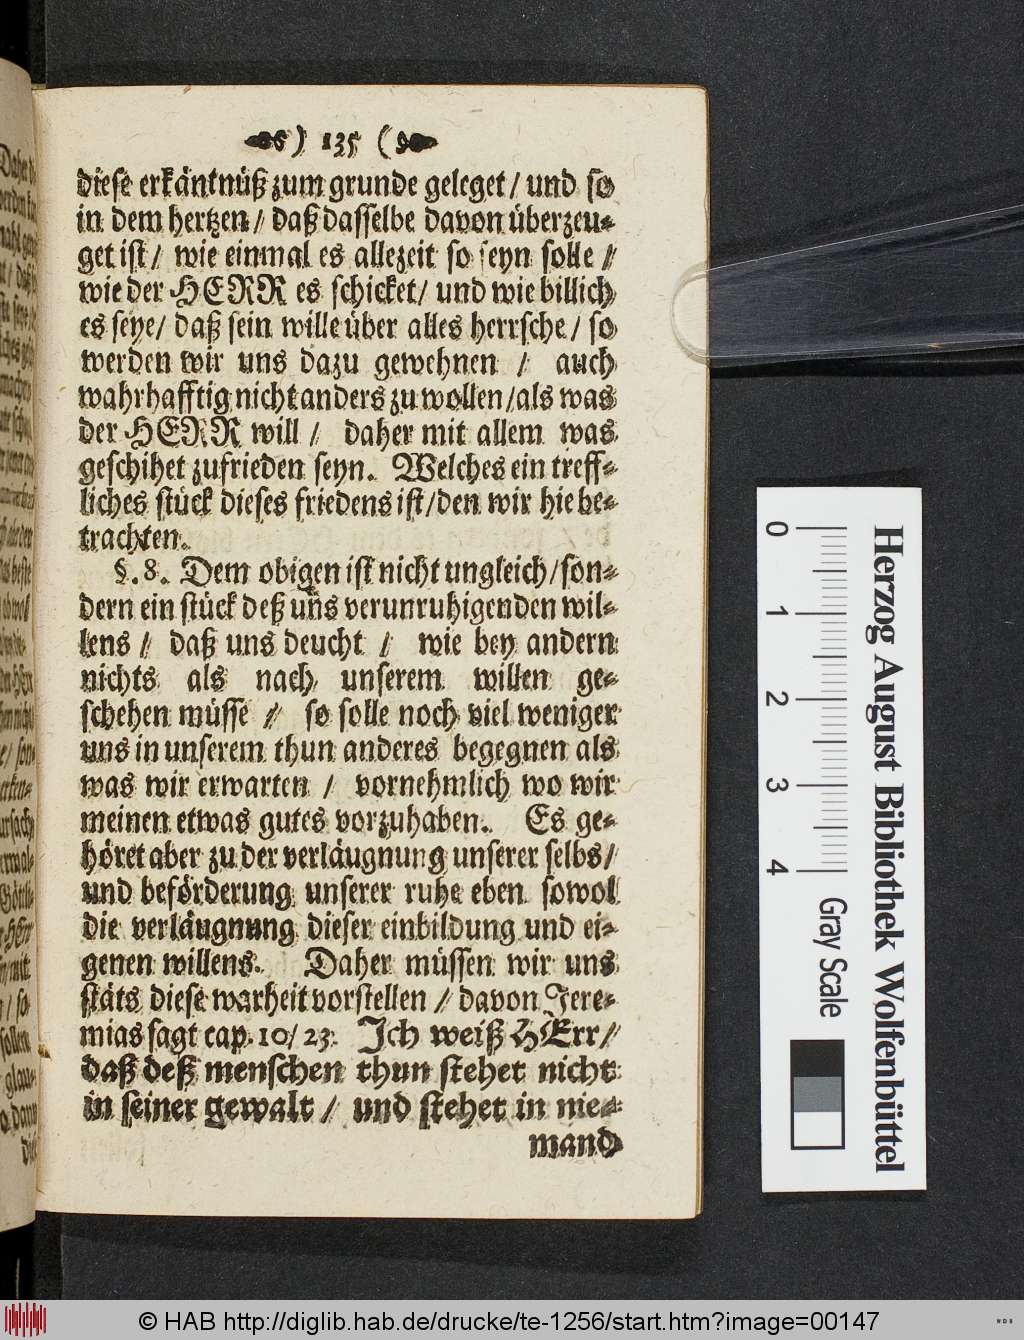 ) 135 (
diese erkäntnüß zum grunde geleget / und so
in dem hertzen / daß dasselbe davon überzeu-
get ist / wie einmal es allezeit so seyn solle /
wie der HERR es schicket / und wie billich
es seye / daß sein wille über alles herrsche / so
werden wir uns dazu gewehnen / auch
wahrhafftig nicht anders zu wollen / als was
der HERR will / daher mit allem was
geschihet zufrieden seyn. Welches ein treff-
liches stück dieses friedens ist / den wir hie be-
trachten.
§. 8. Dem obigen ist nicht ungleich / son-
dern ein stück deß uns verunruhigenden wil-
lens / daß uns deucht / wie bey andern
nichts als nach unserem willen ge-
schehen müsse / so solle noch viel weniger
uns in unserem thun anderes begegnen als
was wir erwarten / vornehmlich wo wir
meinen etwas gutes vorzuhaben. Es ge-
höret aber zu der verläugnung unserer selbs /
und beförderung unserer ruhe eben sowol
die verläugnung dieser einbildung und ei-
genen willens. Daher müssen wir uns
stäts diese warheit vorstellen / davon Jere-
mias sagt cap. 10 / 23. Ich weiß HErr /
daß deß menschen thun stehet nicht
in seiner gewalt / und stehet in nie-
mand
Herzog August Bibliothek Wolfenbüttel
0 1 2 3 4
Gray Scale
© HAB http://diglib.hab.de/drucke/te-1256/start.htm?image=00147